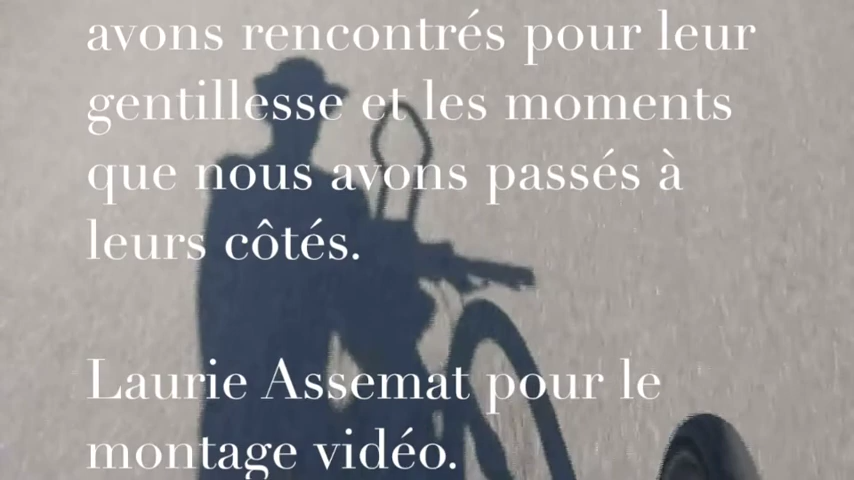 avons rencontrés pour leur
gentillesse et les moments
que nous avons passés à
leurs côtés.
Laurie Assemat pour le
montage vidéo.